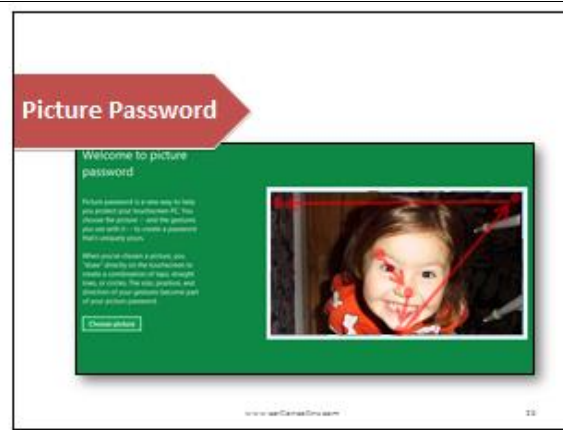 Picture Password
Welcome to picture
password
Picture password is a new way to help
you protect your touchscreen PC. You
choose the picture -- and the gestures
you use with it -- to create a password
that's uniquely yours.
When you've chosen a picture, you
"draw" directly on the touchscreen to
create a combination of taps, straight
lines, or circles. The size, position, and
direction of your gestures become part
of your picture password.
Choose picture